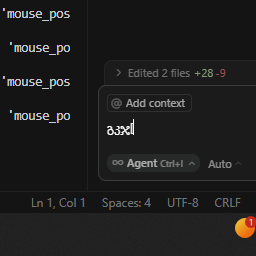 'mouse_pos
'mouse_po
'mouse_pos
'mouse_po
Edited 2 files +28 -9
@ Add context
Agent Ctrl+I
Auto
Ln 1, Col 1 Spaces: 4 UTF-8 CRLF
1